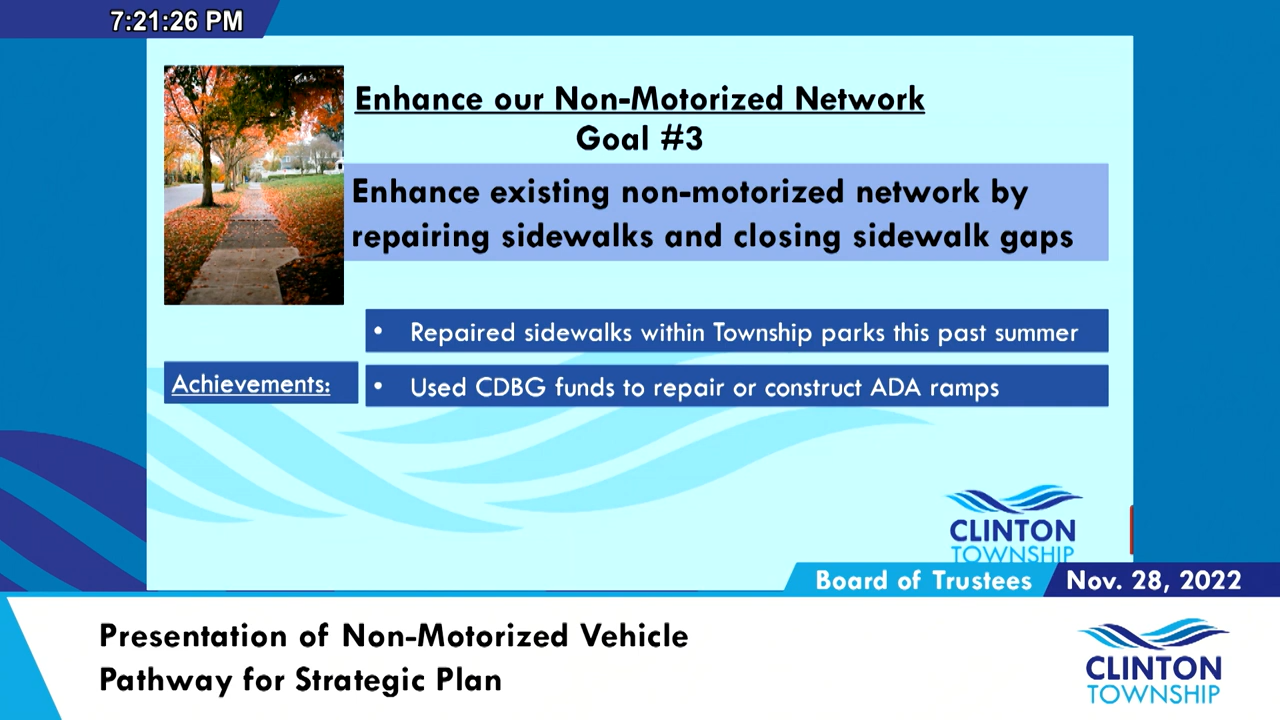 7:21:26 PM
Enhance our Non-Motorized Network
Goal #3
Enhance existing non-motorized network by
repairing sidewalks and closing sidewalk gaps
• Repaired sidewalks within Township parks this past summer
Achievements:
• Used CDBG funds to repair or construct ADA ramps
CLINTON
TOWNSHIP
Board of Trustees
Nov. 28, 2022
Presentation of Non-Motorized Vehicle
Pathway for Strategic Plan
CLINTON
TOWNSHIP